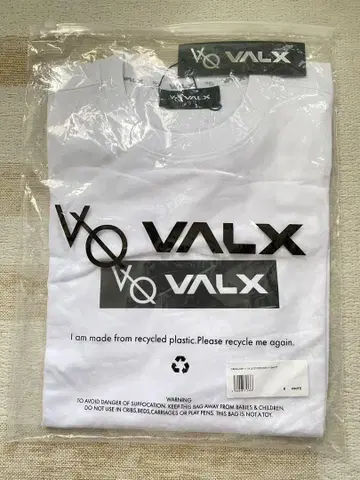 VALX
VALX
VALX
VALX
I am made from recycled plastic.Please recycle me again.
WARNING
TO AVOID DANGER OF SUFFOCATION. KEEP THIS BAG AWAY FROM BABIES & CHILDREN.
DO NOT USE IN CRIBS,BEDS,CARRIAGES OR PLAY PENS. THIS BAG IS NOT A TOY.